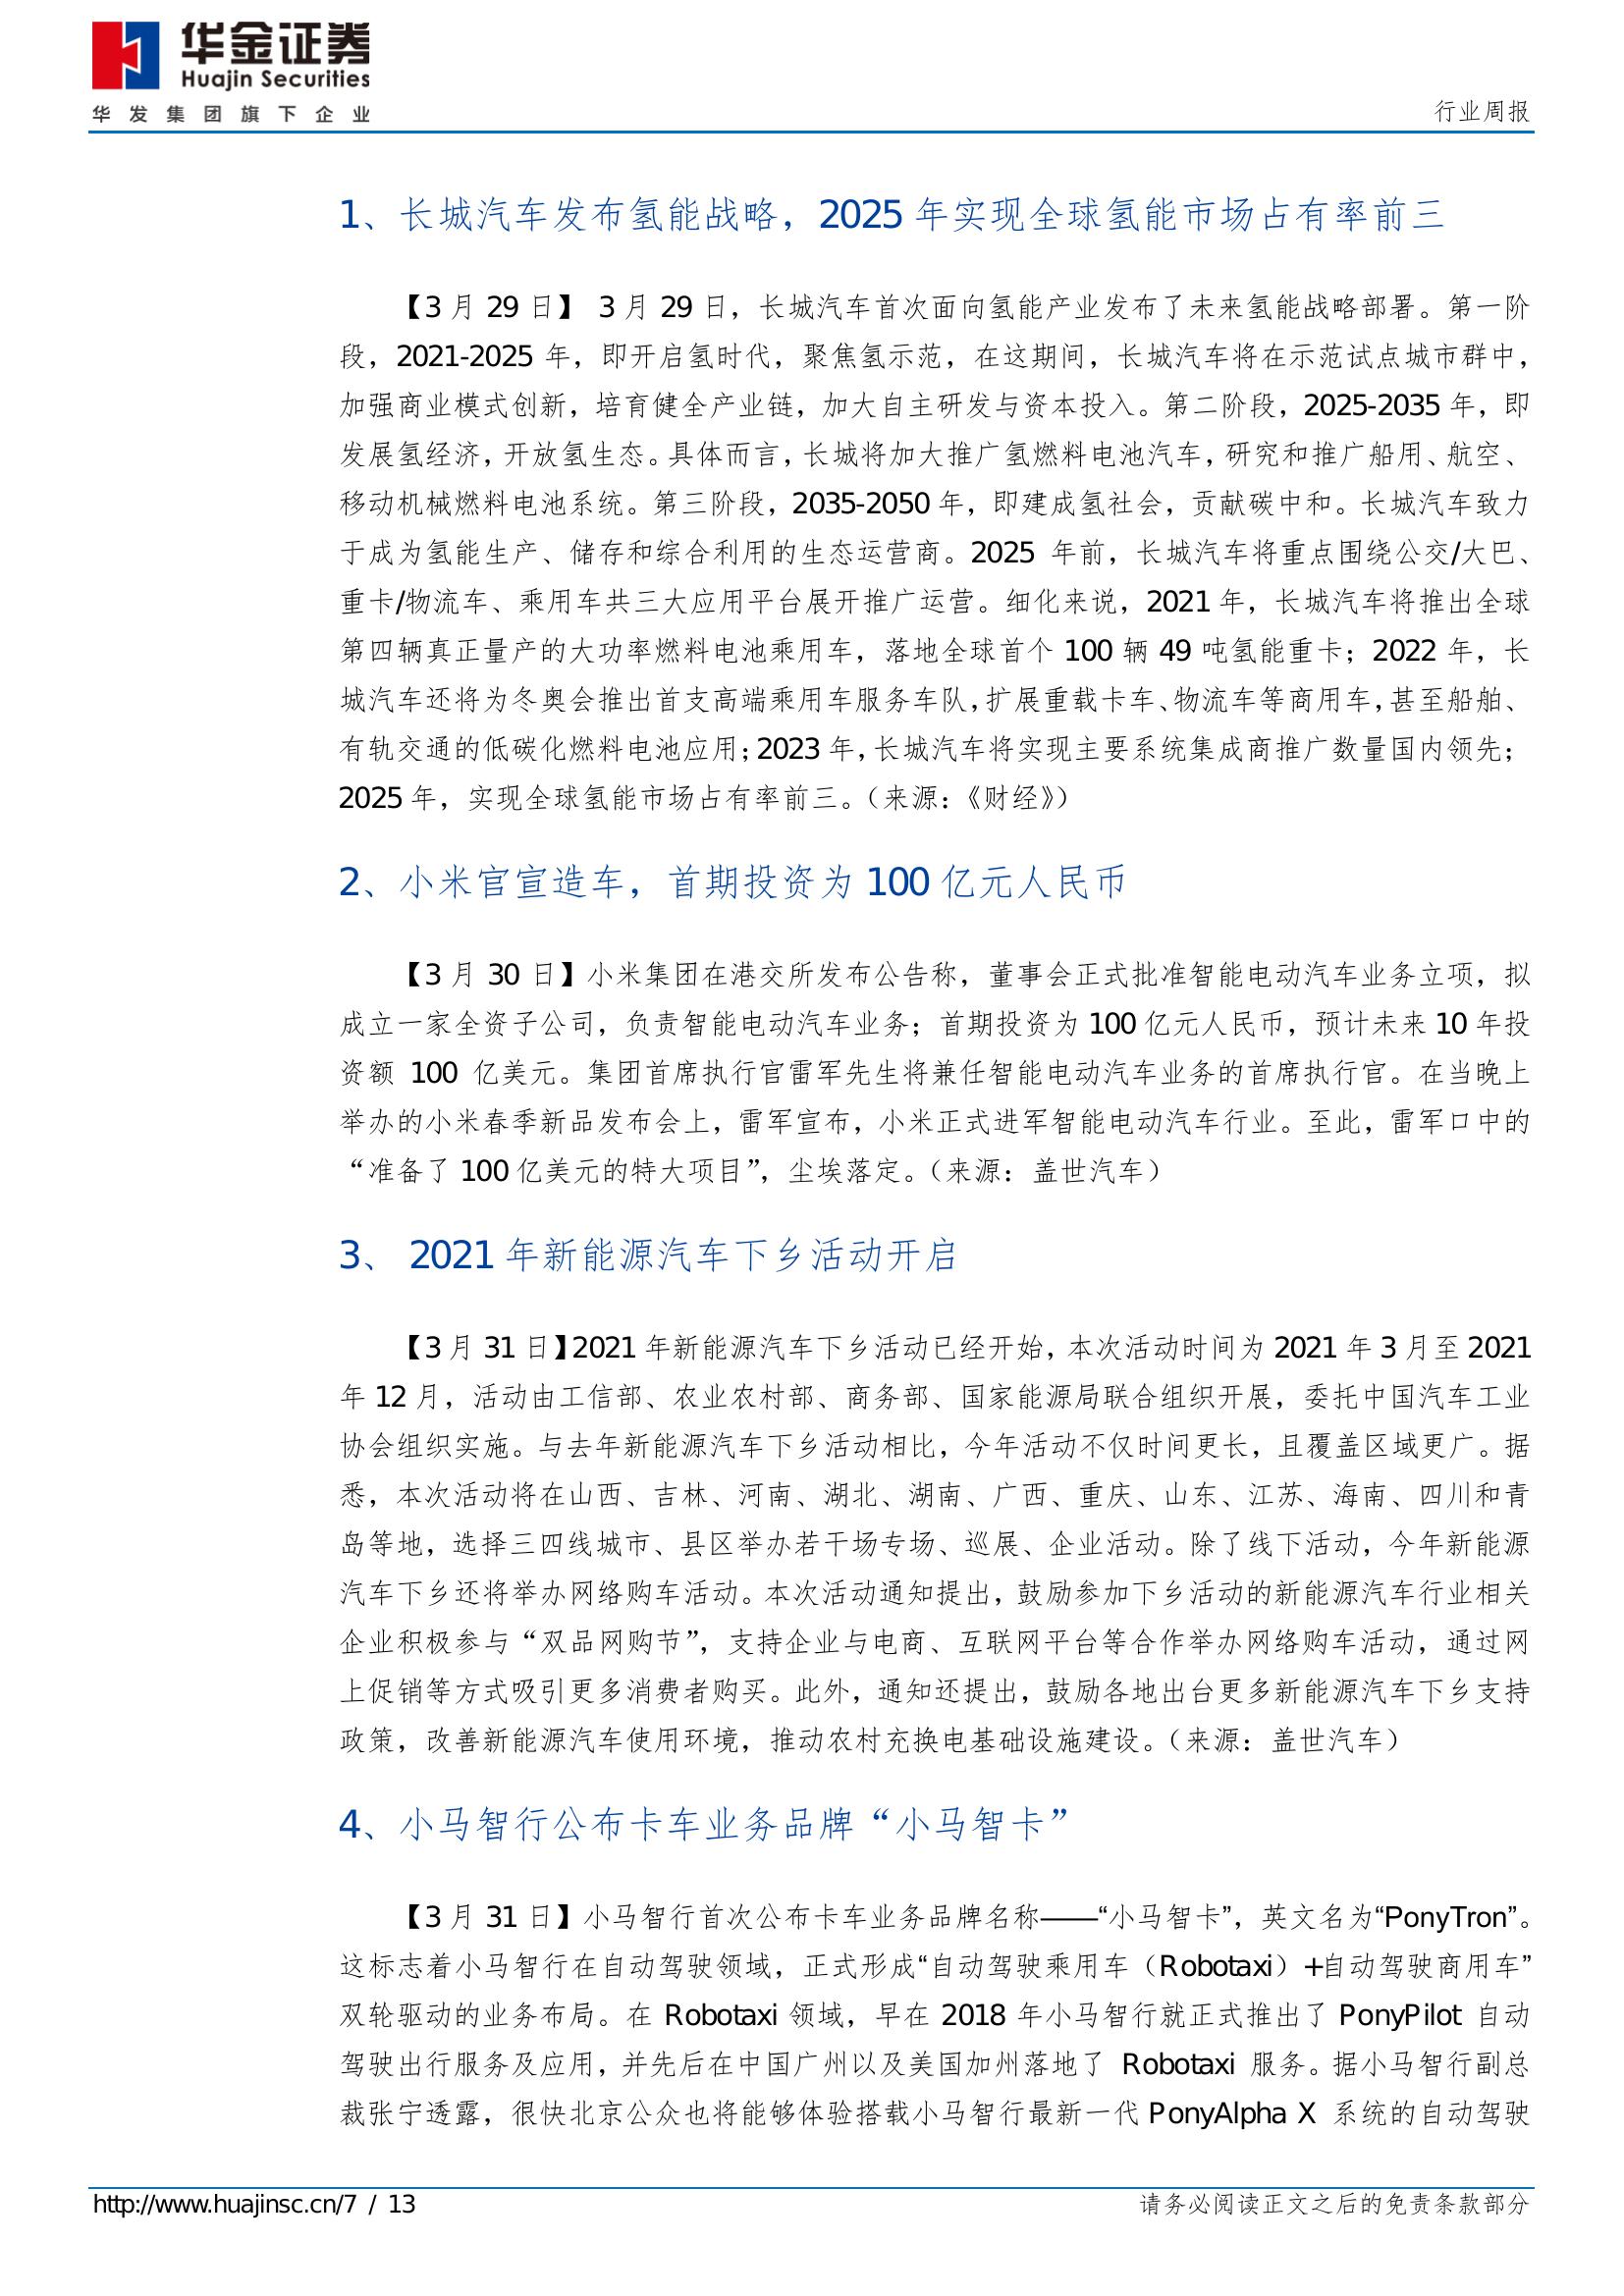 华金证券
Huajin Securities
华发集团旗下企业
行业周报
1、长城汽车发布氢能战略，2025 年实现全球氢能市场占有率前三
【3 月 29 日】 3 月 29 日，长城汽车首次面向氢能产业发布了未来氢能战略部署。第一阶
段，2021-2025 年，即开启氢时代，聚焦氢示范，在这期间，长城汽车将在示范试点城市群中，
加强商业模式创新，培育健全产业链，加大自主研发与资本投入。第二阶段，2025-2035 年，即
发展氢经济，开放氢生态。具体而言，长城将加大推广氢燃料电池汽车，研究和推广船用、航空、
移动机械燃料电池系统。第三阶段，2035-2050 年，即建成氢社会，贡献碳中和。长城汽车致力
于成为氢能生产、储存和综合利用的生态运营商。2025 年前，长城汽车将重点围绕公交/大巴、
重卡/物流车、乘用车共三大应用平台展开推广运营。细化来说，2021 年，长城汽车将推出全球
第四辆真正量产的大功率燃料电池乘用车，落地全球首个 100 辆 49 吨氢能重卡；2022 年，长
城汽车还将为冬奥会推出首支高端乘用车服务车队，扩展重载卡车、物流车等商用车，甚至船舶、
有轨交通的低碳化燃料电池应用；2023 年，长城汽车将实现主要系统集成商推广数量国内领先；
2025 年，实现全球氢能市场占有率前三。（来源：《财经》）
2、小米官宣造车，首期投资为 100 亿元人民币
【3 月 30 日】小米集团在港交所发布公告称，董事会正式批准智能电动汽车业务立项，拟
成立一家全资子公司，负责智能电动汽车业务；首期投资为 100 亿元人民币，预计未来 10 年投
资额 100 亿美元。集团首席执行官雷军先生将兼任智能电动汽车业务的首席执行官。在当晚上
举办的小米春季新品发布会上，雷军宣布，小米正式进军智能电动汽车行业。至此，雷军口中的
“准备了 100 亿美元的特大项目”，尘埃落定。（来源：盖世汽车）
3、 2021 年新能源汽车下乡活动开启
【3 月 31 日】2021 年新能源汽车下乡活动已经开始，本次活动时间为 2021 年 3 月至 2021
年 12 月，活动由工信部、农业农村部、商务部、国家能源局联合组织开展，委托中国汽车工业
协会组织实施。与去年新能源汽车下乡活动相比，今年活动不仅时间更长，且覆盖区域更广。据
悉，本次活动将在山西、吉林、河南、湖北、湖南、广西、重庆、山东、江苏、海南、四川和青
岛等地，选择三四线城市、县区举办若干场专场、巡展、企业活动。除了线下活动，今年新能源
汽车下乡还将举办网络购车活动。本次活动通知提出，鼓励参加下乡活动的新能源汽车行业相关
企业积极参与“双品网购节”，支持企业与电商、互联网平台等合作举办网络购车活动，通过网
上促销等方式吸引更多消费者购买。此外，通知还提出，鼓励各地出台更多新能源汽车下乡支持
政策，改善新能源汽车使用环境，推动农村充换电基础设施建设。（来源：盖世汽车）
4、小马智行公布卡车业务品牌“小马智卡”
【3 月 31 日】小马智行首次公布卡车业务品牌名称——“小马智卡”，英文名为“PonyTron”。
这标志着小马智行在自动驾驶领域，正式形成“自动驾驶乘用车（Robotaxi）+自动驾驶商用车”
双轮驱动的业务布局。在 Robotaxi 领域，早在 2018 年小马智行就正式推出了 PonyPilot 自动
驾驶出行服务及应用，并先后在中国广州以及美国加州落地了 Robotaxi 服务。据小马智行副总
裁张宁透露，很快北京公众也将能够体验搭载小马智行最新一代 PonyAlpha X 系统的自动驾驶
http://www.huajinsc.cn/7 / 13
请务必阅读正文之后的免责条款部分